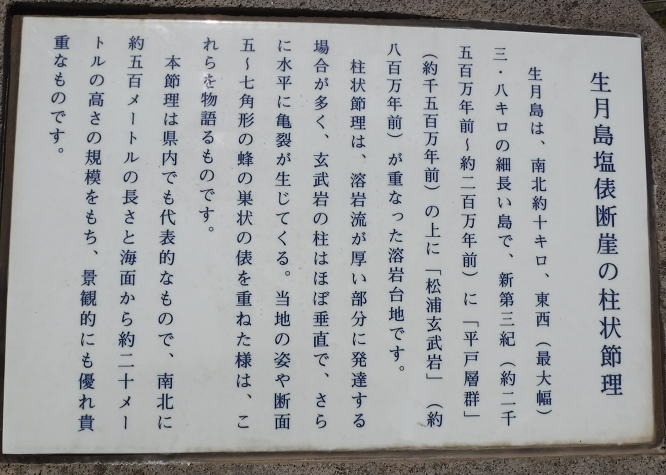 生月島塩俵断崖の柱状節理
生月島は、南北約十キロ、東西（最大幅）
三・八キロの細長い島で、新第三紀（約二千
五百万年前～約二百万年前）に「平戸層群」
（約千五百万年前）の上に「松浦玄武岩」（約
八百万年前）が重なった溶岩台地です。
柱状節理は、溶岩流が厚い部分に発達する
場合が多く、玄武岩の柱はほぼ垂直で、さら
に水平に亀裂が生じてくる。当地の姿や断面
五～七角形の蜂の巣状の俵を重ねた様は、こ
れらを物語るものです。
本節理は県内でも代表的なもので、南北に
約五百メートルの長さと海面から約二十メー
トルの高さの規模をもち、景観的にも優れ貴
重なものです。